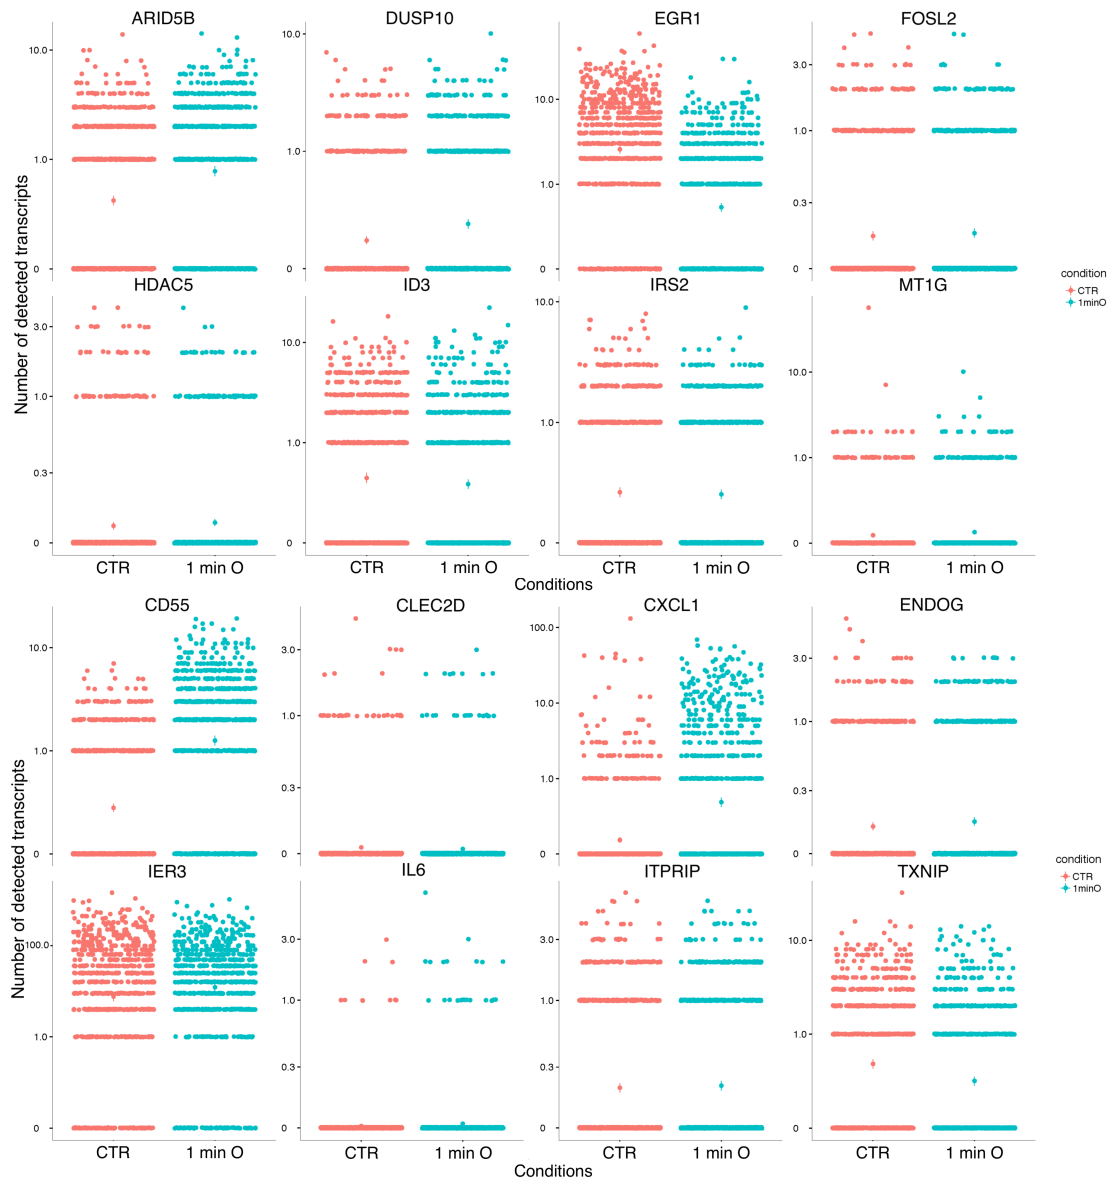 ARID5B DUSP10 EGR1 FOSL2
10.0 10.0 10.0 3.0
1.0 1.0 1.0 1.0
0.3
0 0 0 0
Number of detected transcripts
condition
CTR
1minO
HDAC5 ID3 IRS2 MT1G
3.0 10.0 10.0 10.0
1.0 1.0 1.0 1.0
0.3
0 0 0 0
CTR 1 min O CTR 1 min O CTR 1 min O CTR 1 min O
Conditions
CD55 CLEC2D CXCL1 ENDOG
10.0 3.0 100.0 3.0
1.0 1.0 10.0 1.0
0.3 1.0 0.3
0 0 0 0
Number of detected transcripts
condition
CTR
1minO
IER3 IL6 ITPRIP TXNIP
100.0 3.0 3.0 10.0
1.0 1.0 1.0 1.0
0.3 0.3
0 0 0 0
CTR 1 min O CTR 1 min O CTR 1 min O CTR 1 min O
Conditions